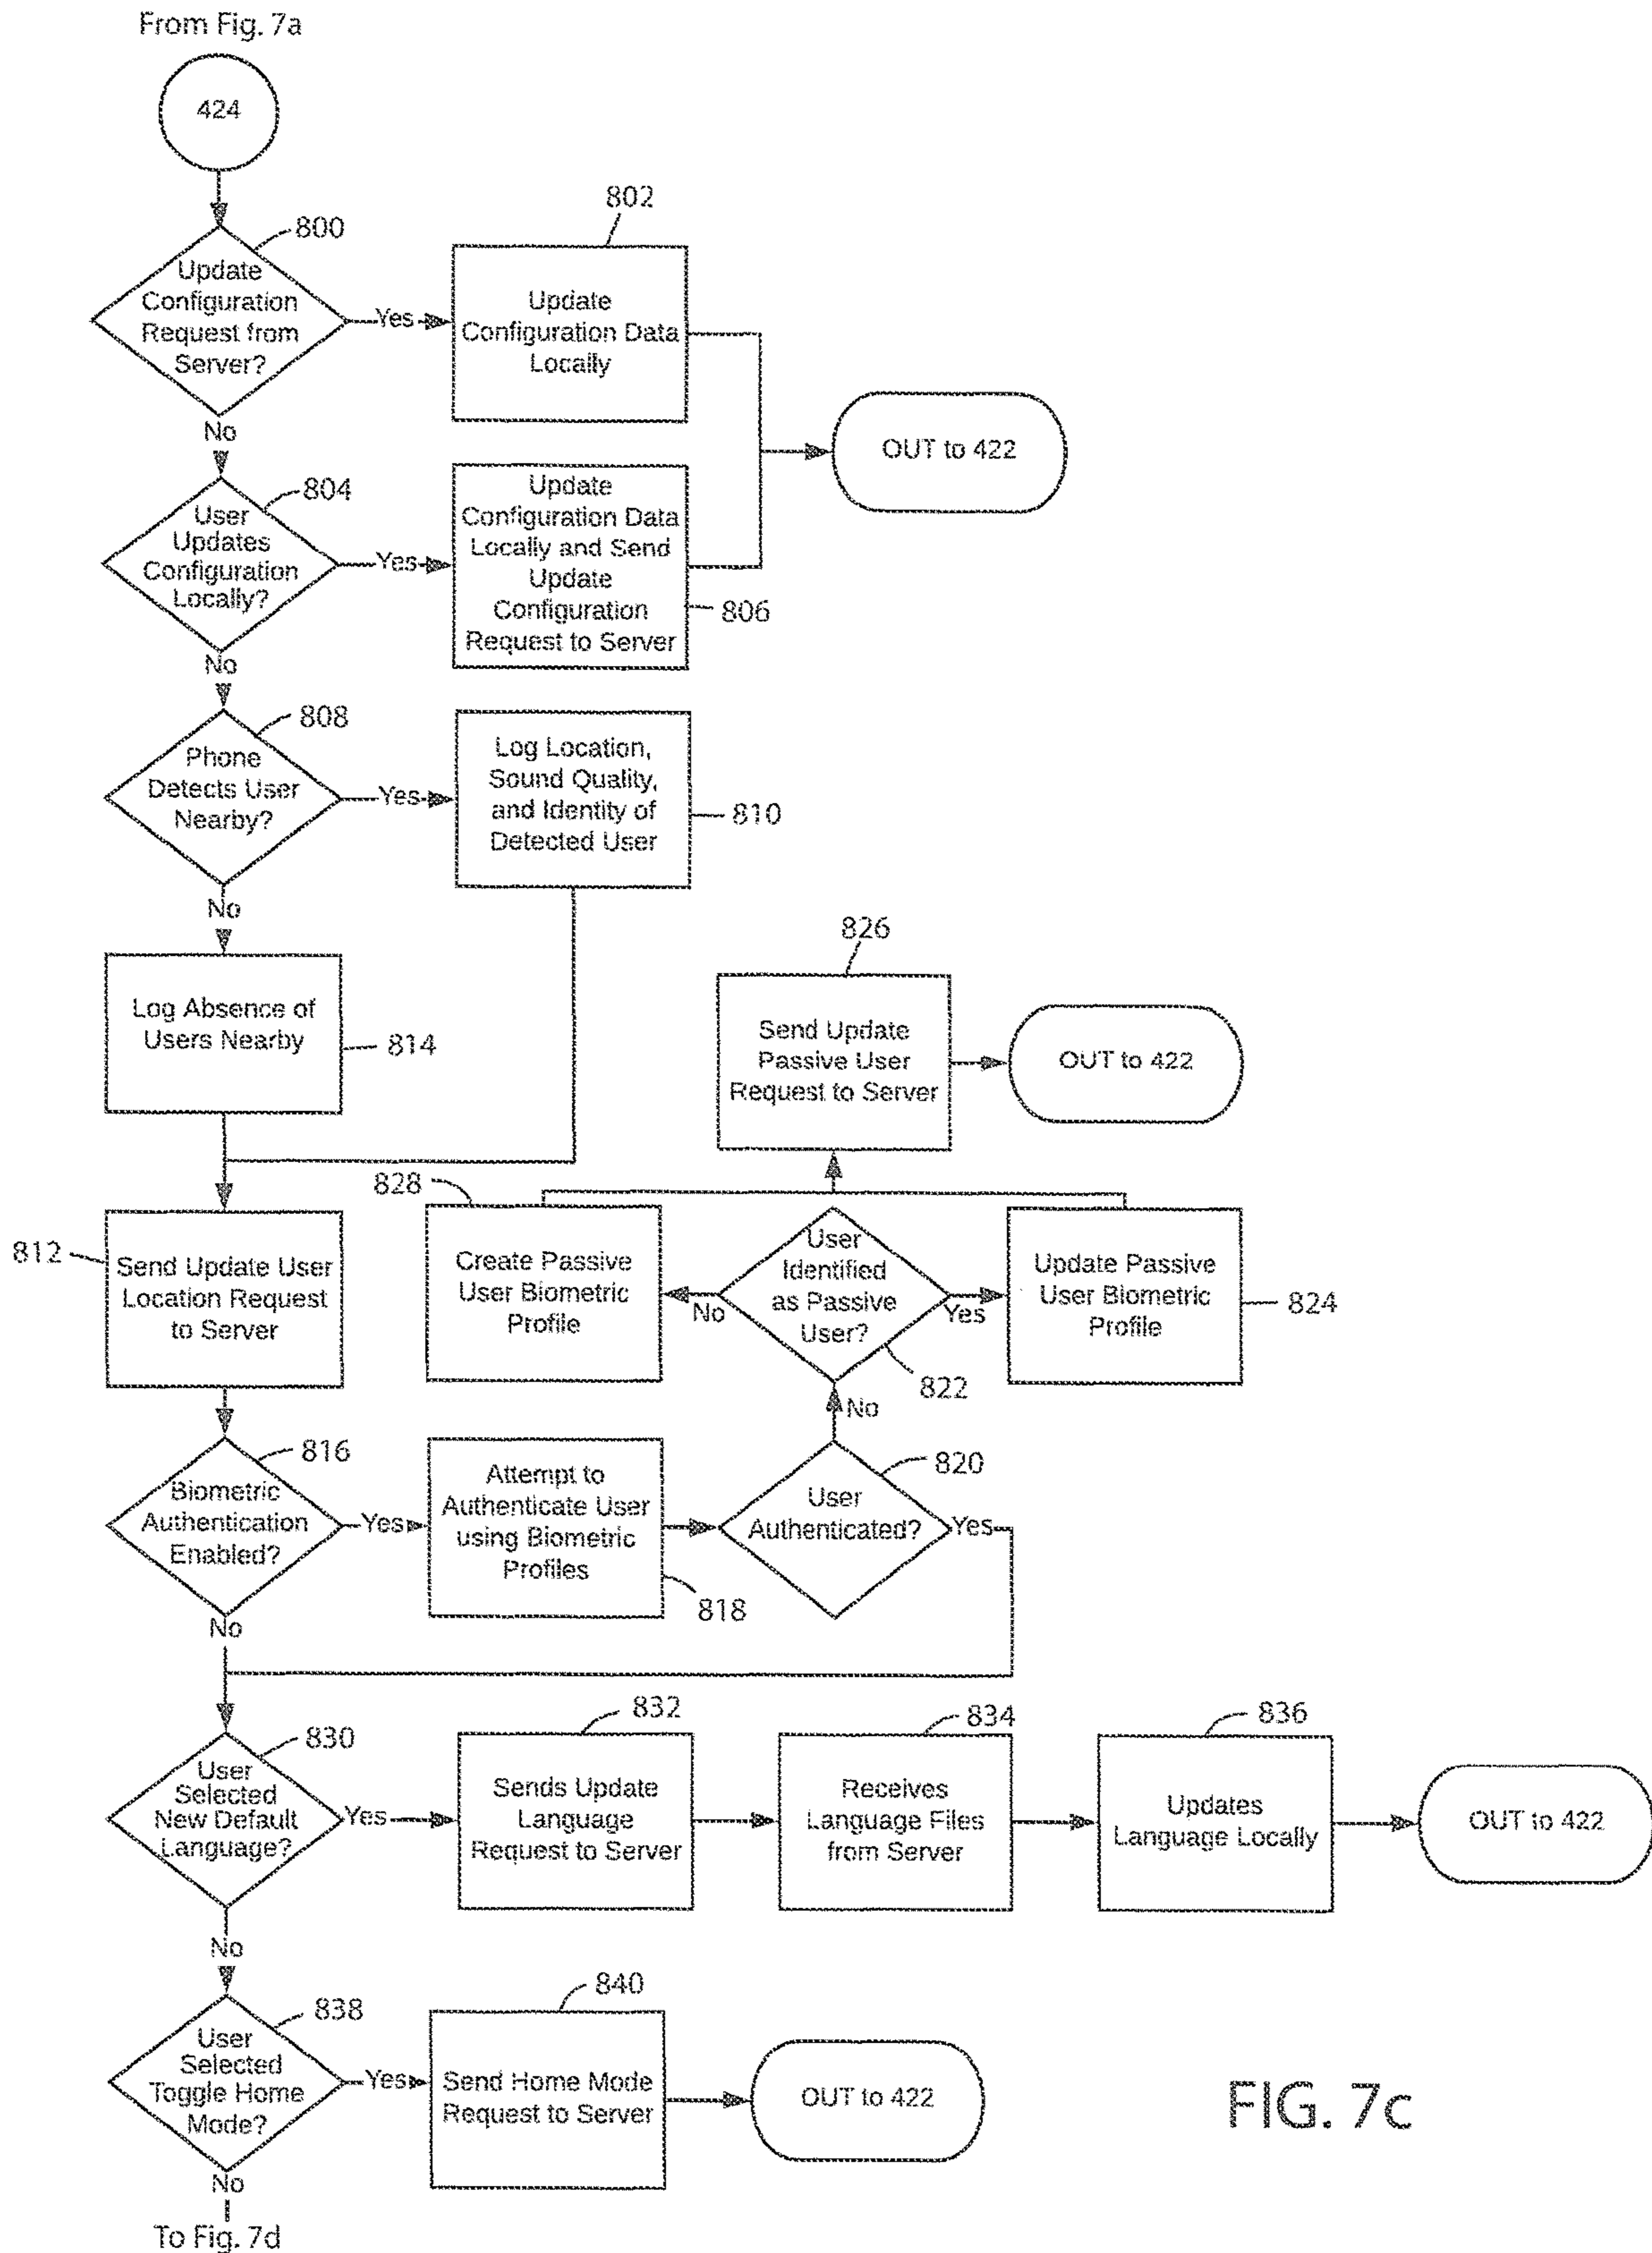 From Fig. 7a
424
800
Update
Configuration
Request from
Server?
Yes
802
Update
Configuration Data
Locally
OUT to 422
No
804
User
Updates
Configuration
Locally?
Yes
Update
Configuration Data
Locally and Send
Update
Configuration
Request to Server
806
No
808
Phone
Detects User
Nearby?
Yes
Log Location,
Sound Quality,
and Identity of
Detected User
810
No
Log Absence of
Users Nearby
814
826
Send Update
Passive User
Request to Server
OUT to 422
812
Send Update User
Location Request
to Server
828
Create Passive
User Biometric
Profile
No
User
Identified
as Passive
User?
Yes
822
Update Passive
User Biometric
Profile
824
No
816
Biometric
Authentication
Enabled?
Yes
Attempt to
Authenticate User
using Biometric
Profiles
818
820
User
Authenticated?
Yes
No
830
User
Selected
New Default
Language?
Yes
832
Sends Update
Language
Request to Server
834
Receives
Language Files
from Server
836
Updates
Language Locally
OUT to 422
No
838
User
Selected
Toggle Home
Mode?
Yes
840
Send Home Mode
Request to Server
OUT to 422
No
To Fig. 7d
FIG. 7c